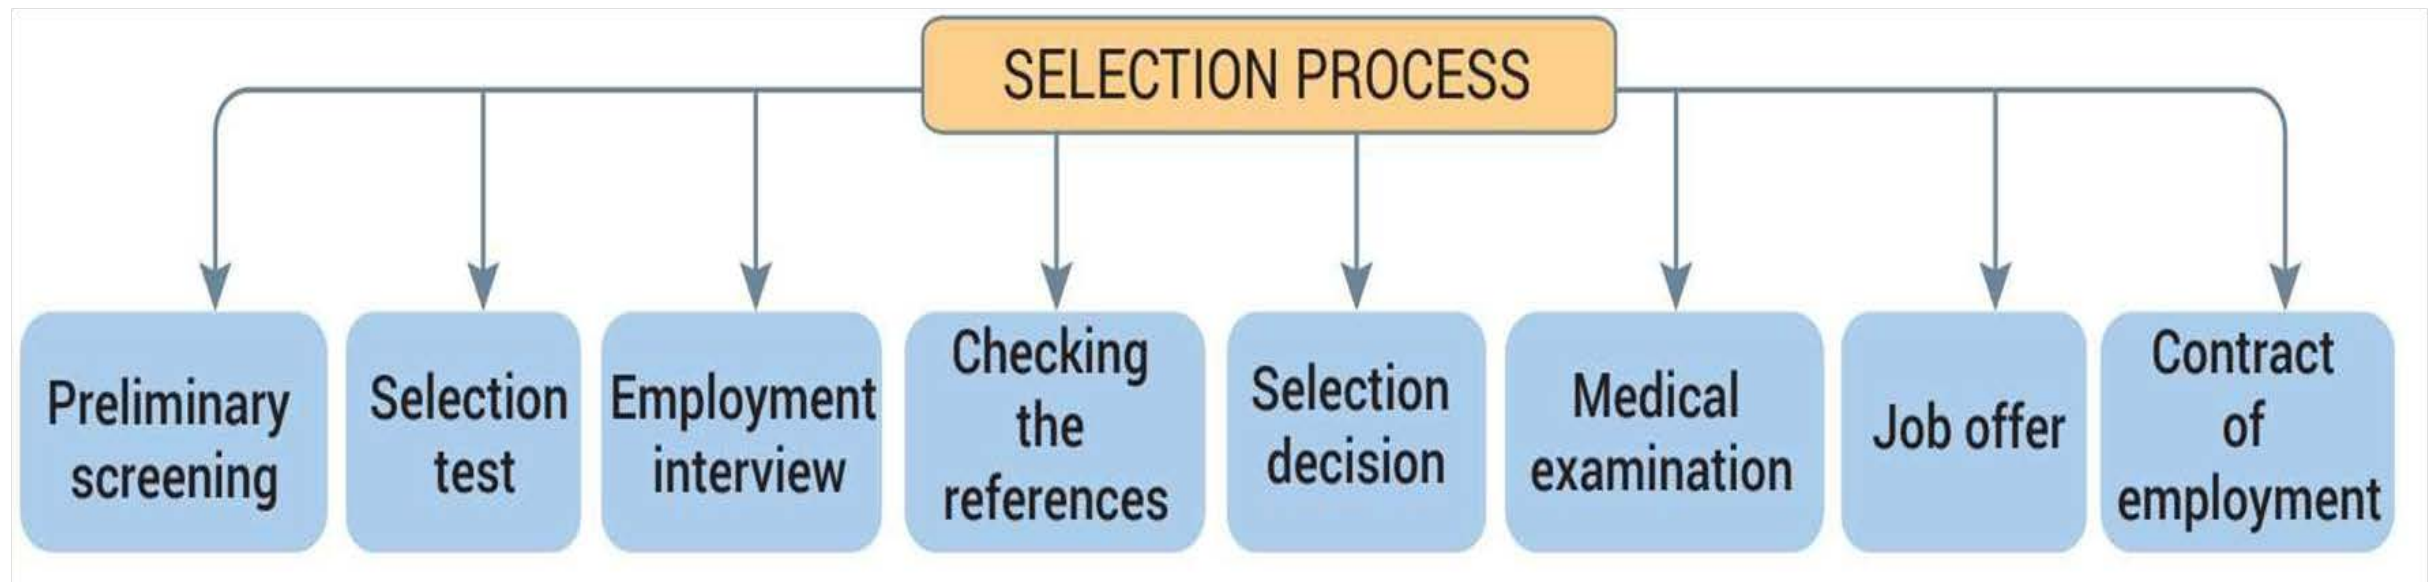 SELECTION PROCESS
Preliminary
screening
Selection
test
Employment
interview
Checking
the
references
Selection
decision
Medical
examination
Job offer
Contract
of
employment